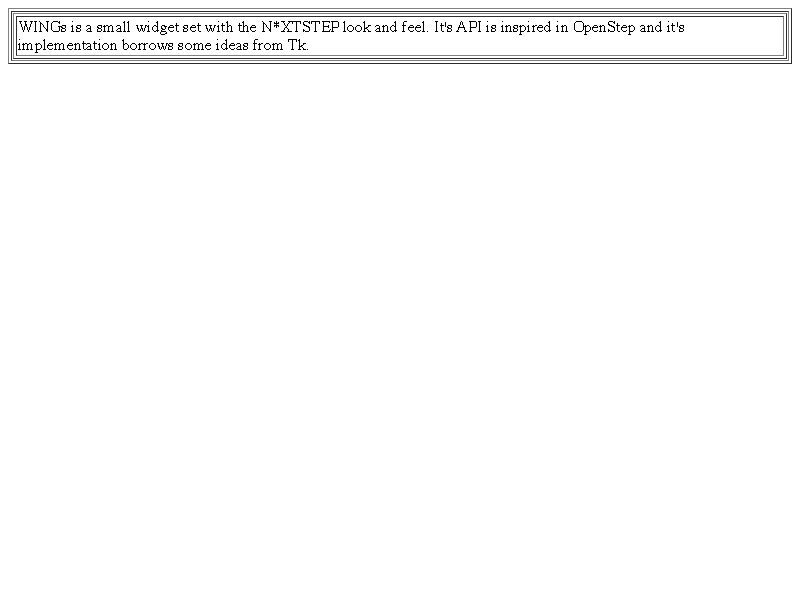 WINGs is a small widget set with the N*XTSTEP look and feel. It's API is inspired in OpenStep and it's
implementation borrows some ideas from Tk.